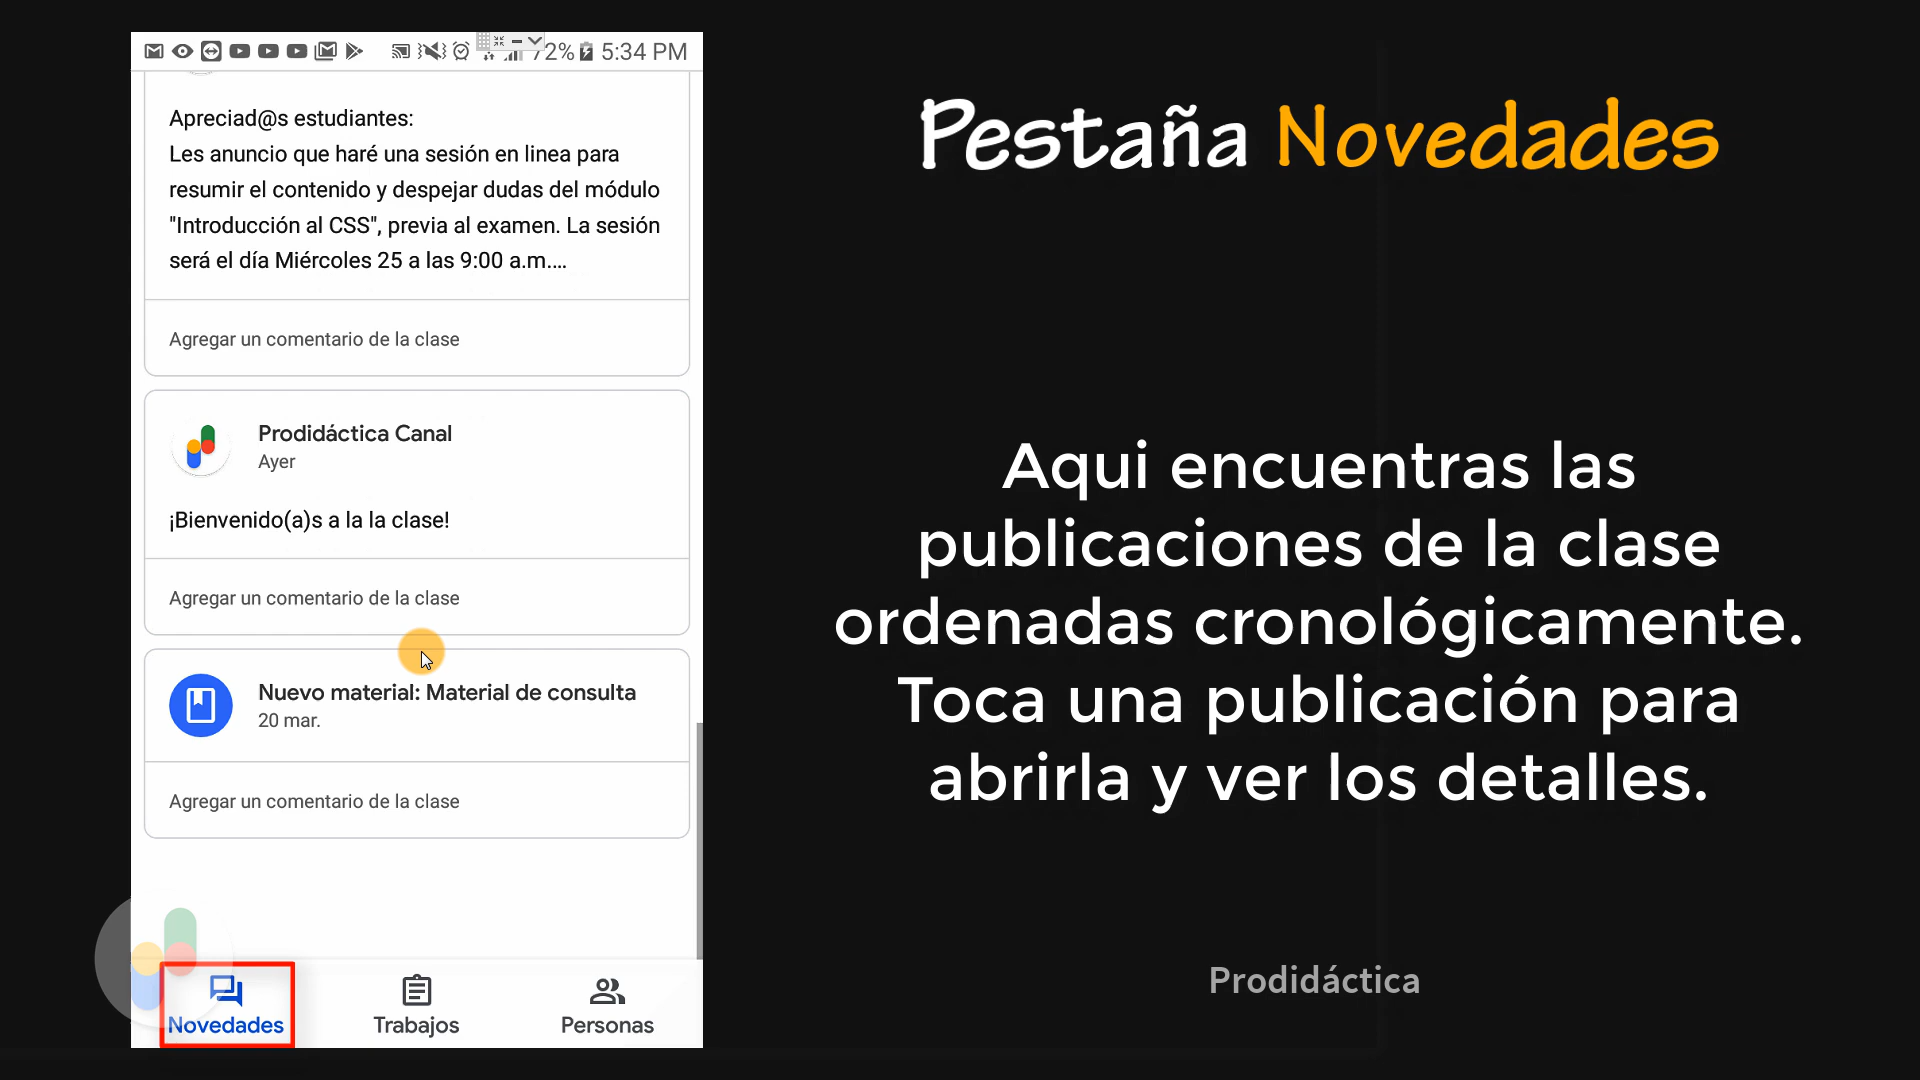 72% 5:34 PM
Apreciad@s estudiantes:
Les anuncio que haré una sesión en linea para
resumir el contenido y despejar dudas del módulo
"Introducción al CSS", previa al examen. La sesión
será el día Miércoles 25 a las 9:00 a.m....
Agregar un comentario de la clase
Prodidáctica Canal
Ayer
¡Bienvenido(a)s a la la clase!
Agregar un comentario de la clase
Nuevo material: Material de consulta
20 mar.
Agregar un comentario de la clase
Novedades
Trabajos
Personas
Pestaña Novedades
Aqui encuentras las
publicaciones de la clase
ordenadas cronológicamente.
Toca una publicación para
abrirla y ver los detalles.
Prodidáctica